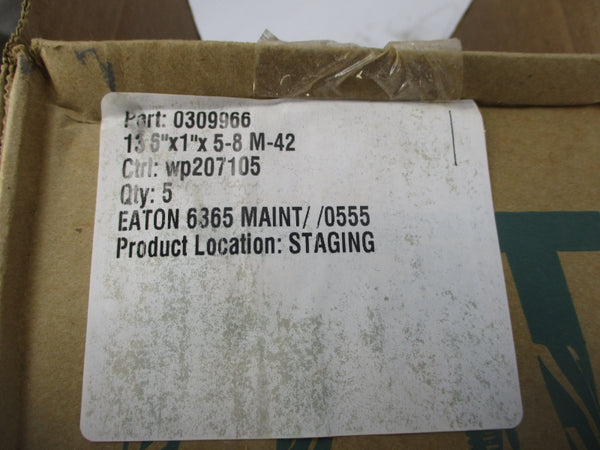 Part: 0309966
13'6"x1"x 5-8 M-42
Ctrl: wp207105
Qty: 5
EATON 6365 MAINT/ /0555
Product Location: STAGING